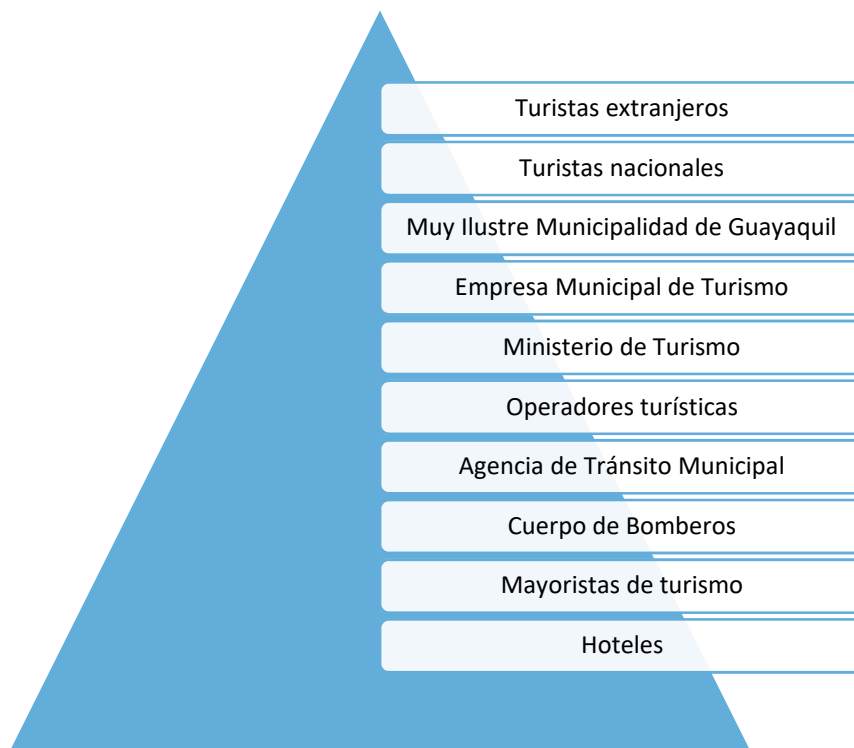 Turistas extranjeros
Turistas nacionales
Muy Ilustre Municipalidad de Guayaquil
Empresa Municipal de Turismo
Ministerio de Turismo
Operadores turísticas
Agencia de Tránsito Municipal
Cuerpo de Bomberos
Mayoristas de turismo
Hoteles